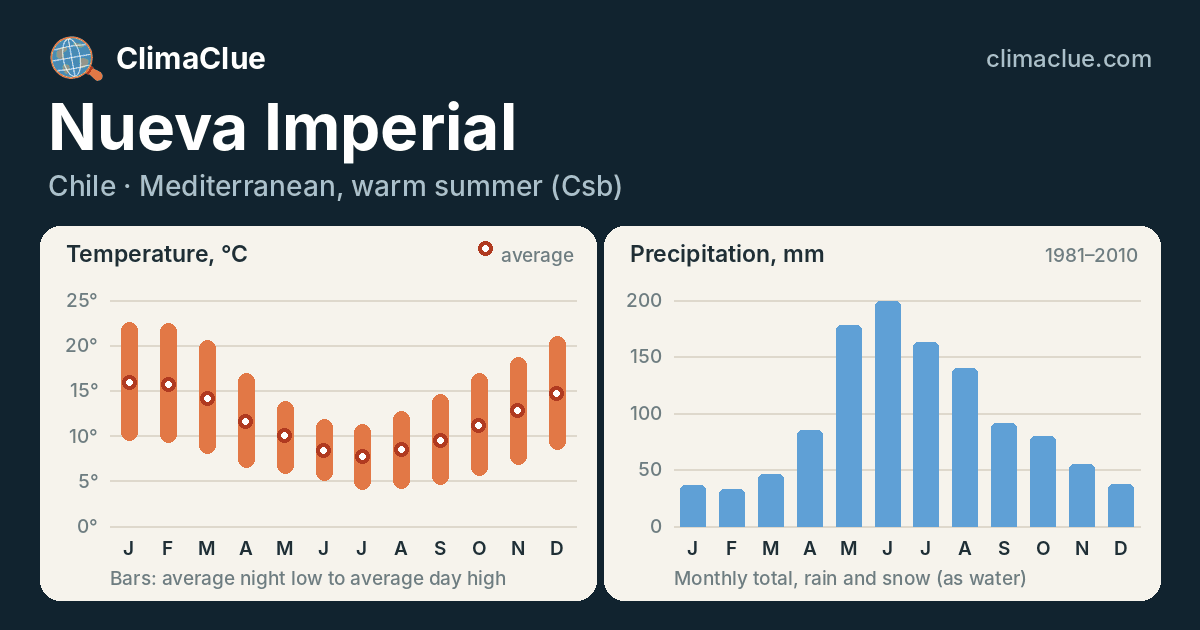 ClimaClue
climaclue.com
Nueva Imperial
Chile · Mediterranean, warm summer (Csb)
Temperature, °C
average
25°
20°
15°
10°
5°
0°
J F M A M J J A S O N D
Bars: average night low to average day high
Precipitation, mm
1981–2010
200
150
100
50
0
J F M A M J J A S O N D
Monthly total, rain and snow (as water)